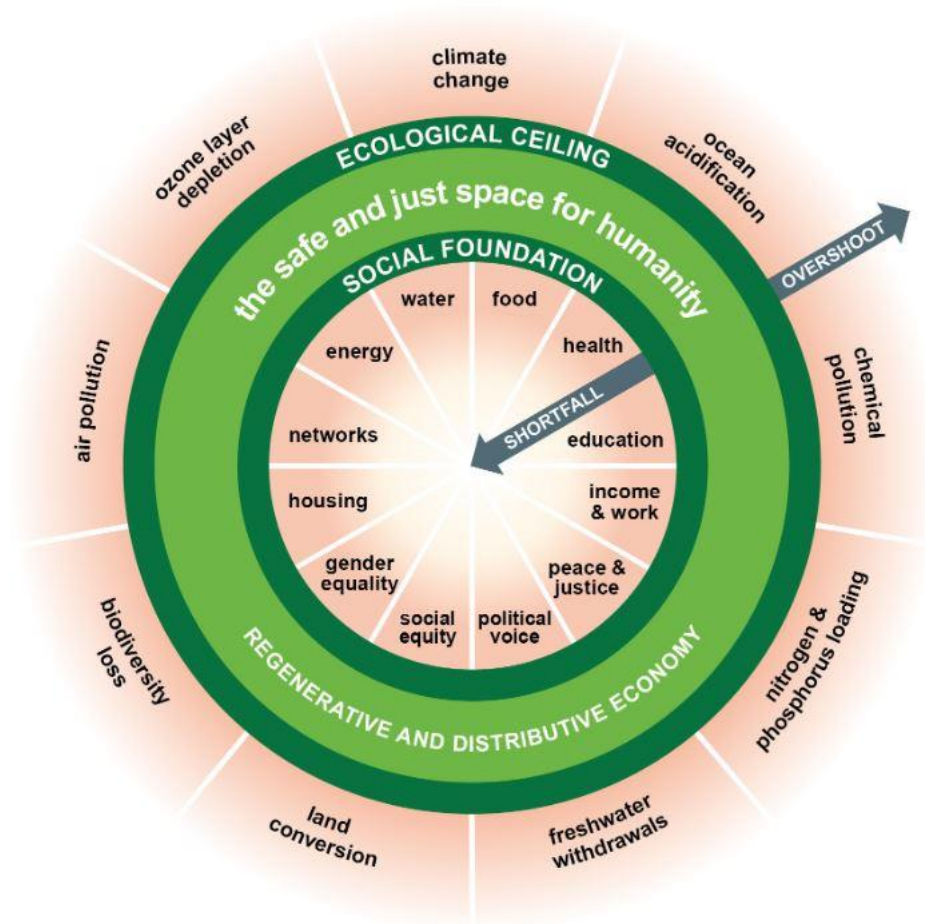 climate
change
ozone layer
depletion
ocean
acidification
ECOLOGICAL CEILING
the safe and just space for humanity
OVERSHOOT
SOCIAL FOUNDATION
water
food
energy
health
SHORTFALL
air pollution
chemical
pollution
networks
education
housing
income
& work
gender
equality
peace &
justice
social
equity
political
voice
biodiversity
loss
nitrogen &
phosphorus loading
REGENERATIVE AND DISTRIBUTIVE ECONOMY
land
conversion
freshwater
withdrawals